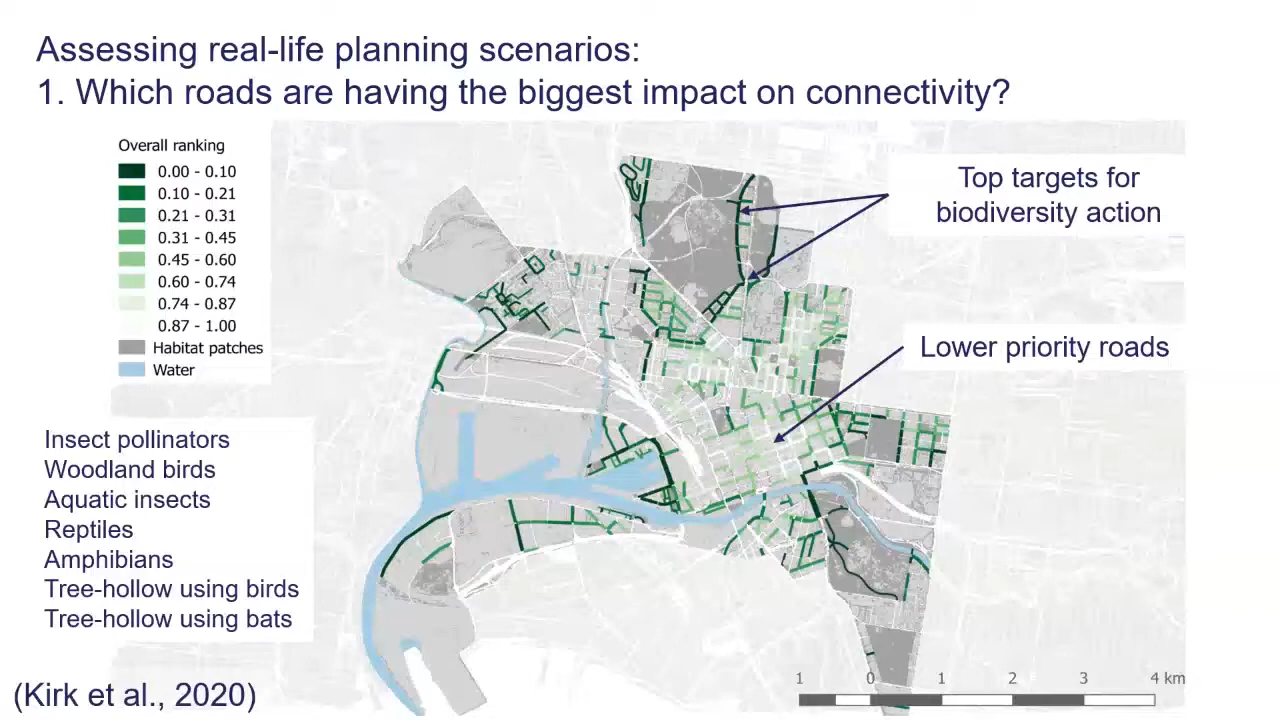 Assessing real-life planning scenarios:
1. Which roads are having the biggest impact on connectivity?
Overall ranking
0.00 - 0.10
0.10 - 0.21
0.21 - 0.31
0.31 - 0.45
0.45 - 0.60
0.60 - 0.74
0.74 - 0.87
0.87 - 1.00
Habitat patches
Water
Top targets for
biodiversity action
Lower priority roads
Insect pollinators
Woodland birds
Aquatic insects
Reptiles
Amphibians
Tree-hollow using birds
Tree-hollow using bats
(Kirk et al., 2020)
1 0 1 2 3 4 km